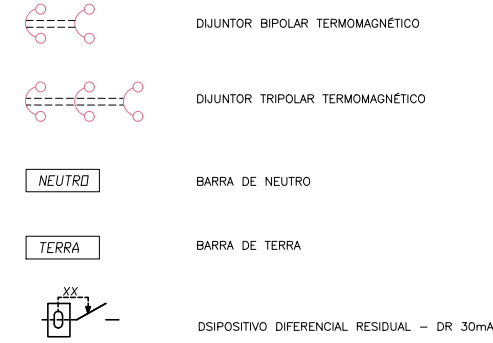 DIJUNTOR BIPOLAR TERMOMAGNÉTICO
DIJUNTOR TRIPOLAR TERMOMAGNÉTICO
NEUTRO BARRA DE NEUTRO
TERRA BARRA DE TERRA
XX
DSIPOSITIVO DIFERENCIAL RESIDUAL – DR 30mA